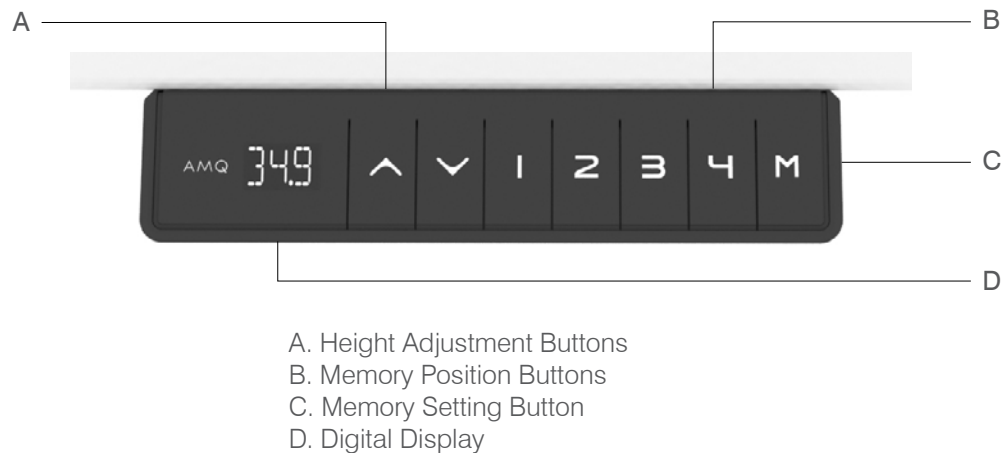 A
B
AMQ 34.9 1 2 3 4 M
C
D
A. Height Adjustment Buttons
B. Memory Position Buttons
C. Memory Setting Button
D. Digital Display